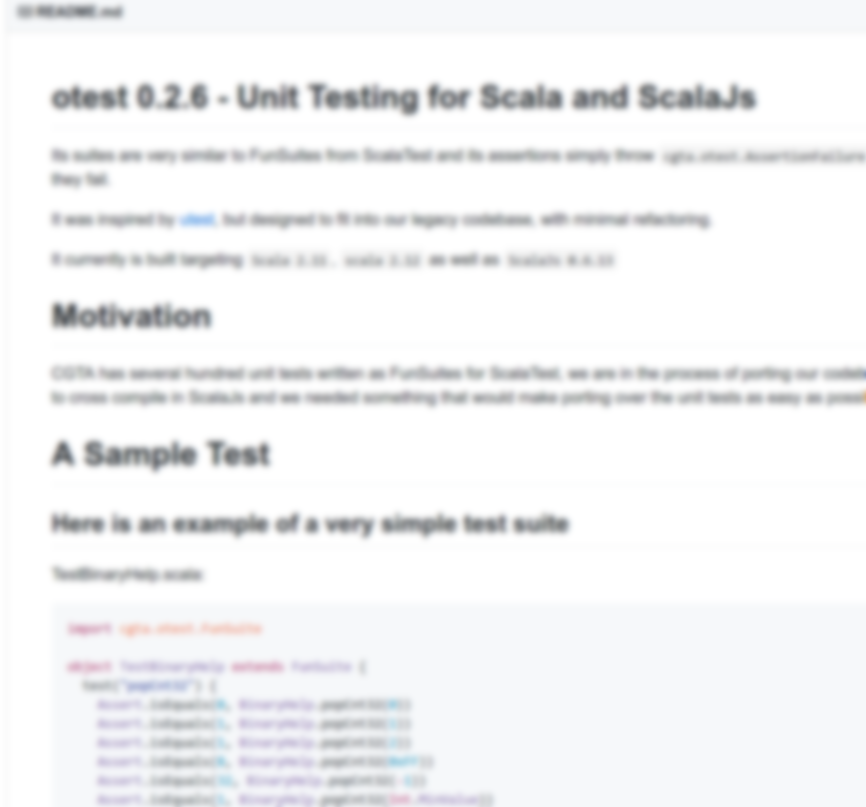 README.md
otest 0.2.6 - Unit Testing for Scala and ScalaJs
Its suites are very similar to FunSuites from ScalaTest and its assertions simply throw cgta.otest.AssertionFailure
they fail.
It was inspired by utest, but designed to fit into our legacy codebase, with minimal refactoring.
It currently is built targeting Scala 2.11, scala 2.12 as well as ScalaJs
Motivation
CGTA has several hundred unit tests written as FunSuites for ScalaTest, we are in the process of porting our
to cross compile in ScalaJs and we needed something that would make porting over the unit tests as easy as
A Sample Test
Here is an example of a very simple test suite
TestBinaryHelp.scala:
import cgta.otest.FunSuite
object TestBinaryHelp extends FunSuite {
test("popCnt32") {
Assert.isEquals(0, BinaryHelp.popCnt32(0))
Assert.isEquals(1, BinaryHelp.popCnt32(1))
Assert.isEquals(1, BinaryHelp.popCnt32(2))
Assert.isEquals(8, BinaryHelp.popCnt32(0xff))
Assert.isEquals(32, BinaryHelp.popCnt32(-1))
Assert.isEquals(1, BinaryHelp.popCnt32(Int.MinValue))